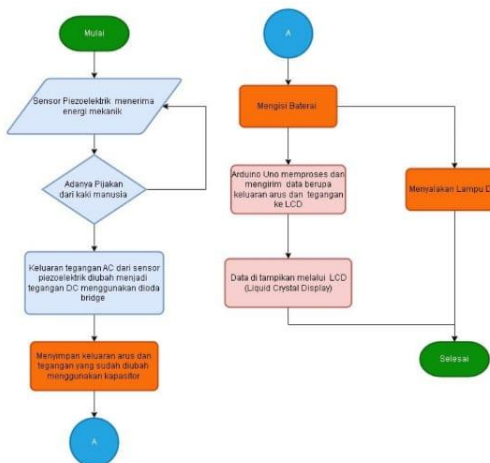 Mulai
Sensor Piezoelektrik menerima
energi mekanik
Adanya Pijakan
dari kaki manusia
Keluaran tegangan AC dari sensor
piezoelektrik diubah menjadi
tegangan DC menggunakan dioda
bridge
Menyimpan keluaran arus dan
tegangan yang sudah diubah
menggunakan kapasitor
A
A
Mengisi Baterai
Arduino Uno memproses dan
mengirim data berupa
keluaran arus dan tegangan
ke LCD
Menyalakan Lampu D
Data di tampikan melalui LCD
(Liquid Crystal Display)
Selesai